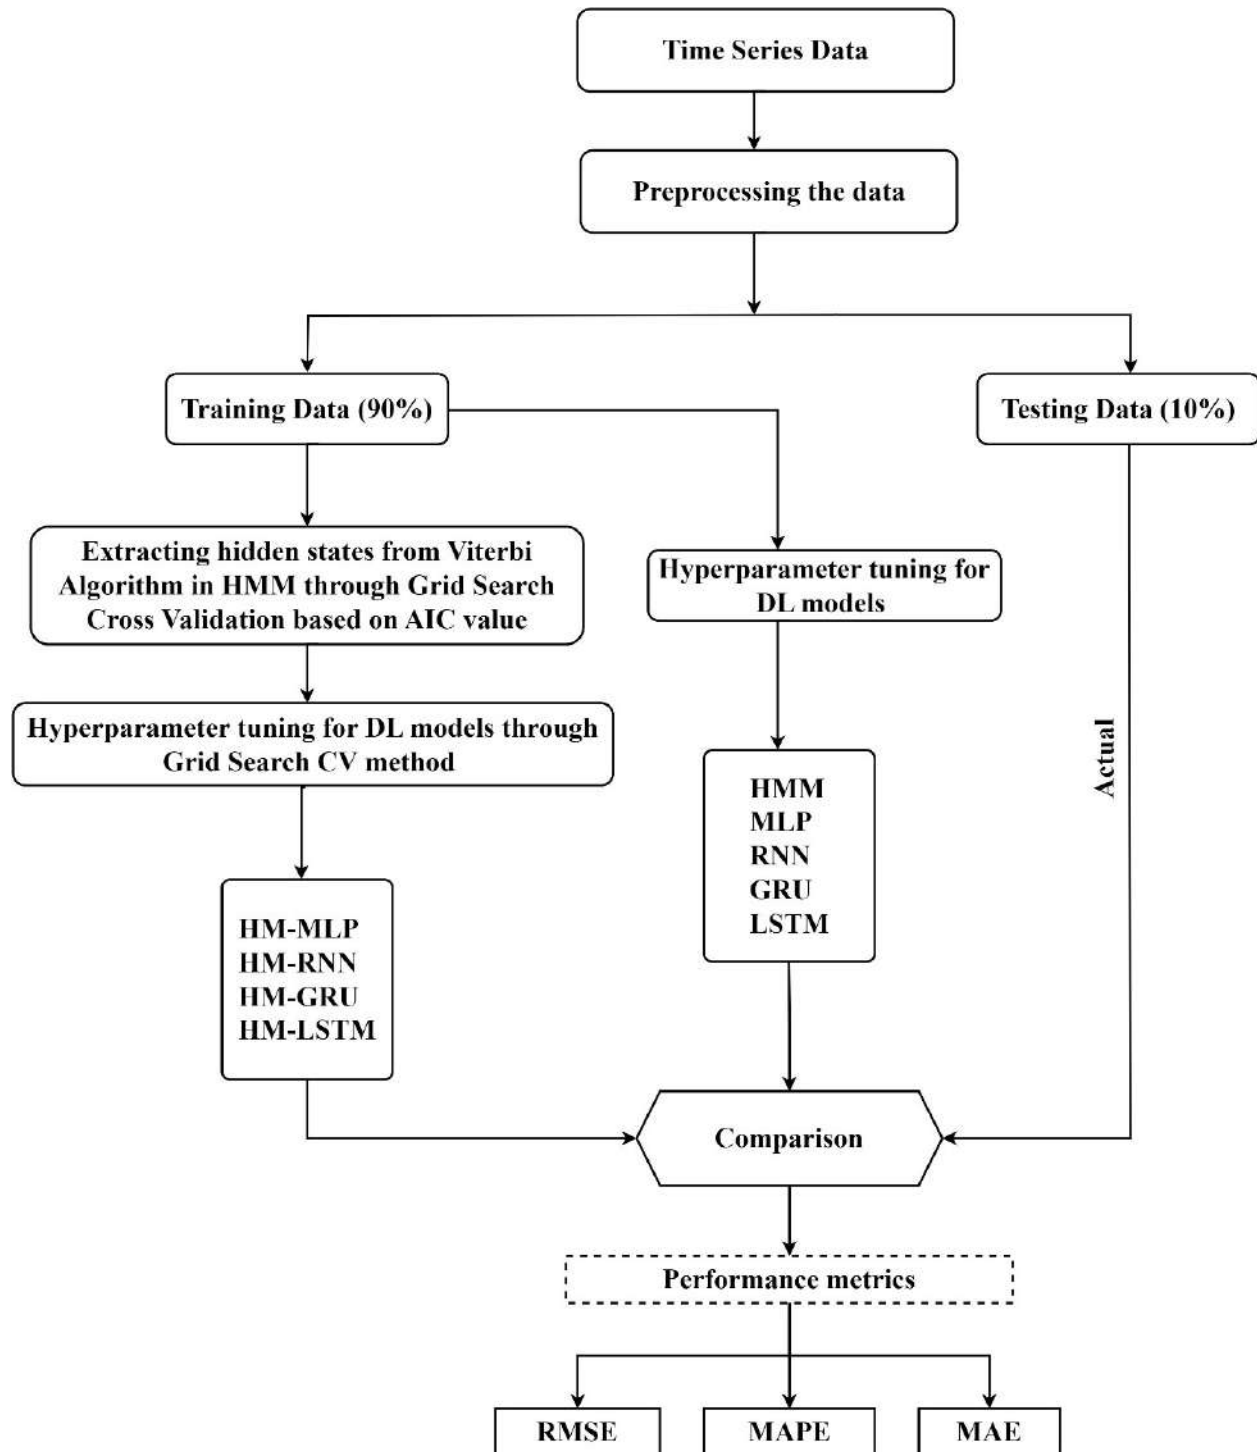 Time Series Data
Preprocessing the data
Training Data (90%)
Testing Data (10%)
Extracting hidden states from Viterbi
Algorithm in HMM through Grid Search
Cross Validation based on AIC value
Hyperparameter tuning for
DL models
Hyperparameter tuning for DL models through
Grid Search CV method
Actual
HMM
MLP
RNN
GRU
LSTM
HM-MLP
HM-RNN
HM-GRU
HM-LSTM
Comparison
Performance metrics
RMSE
MAPE
MAE